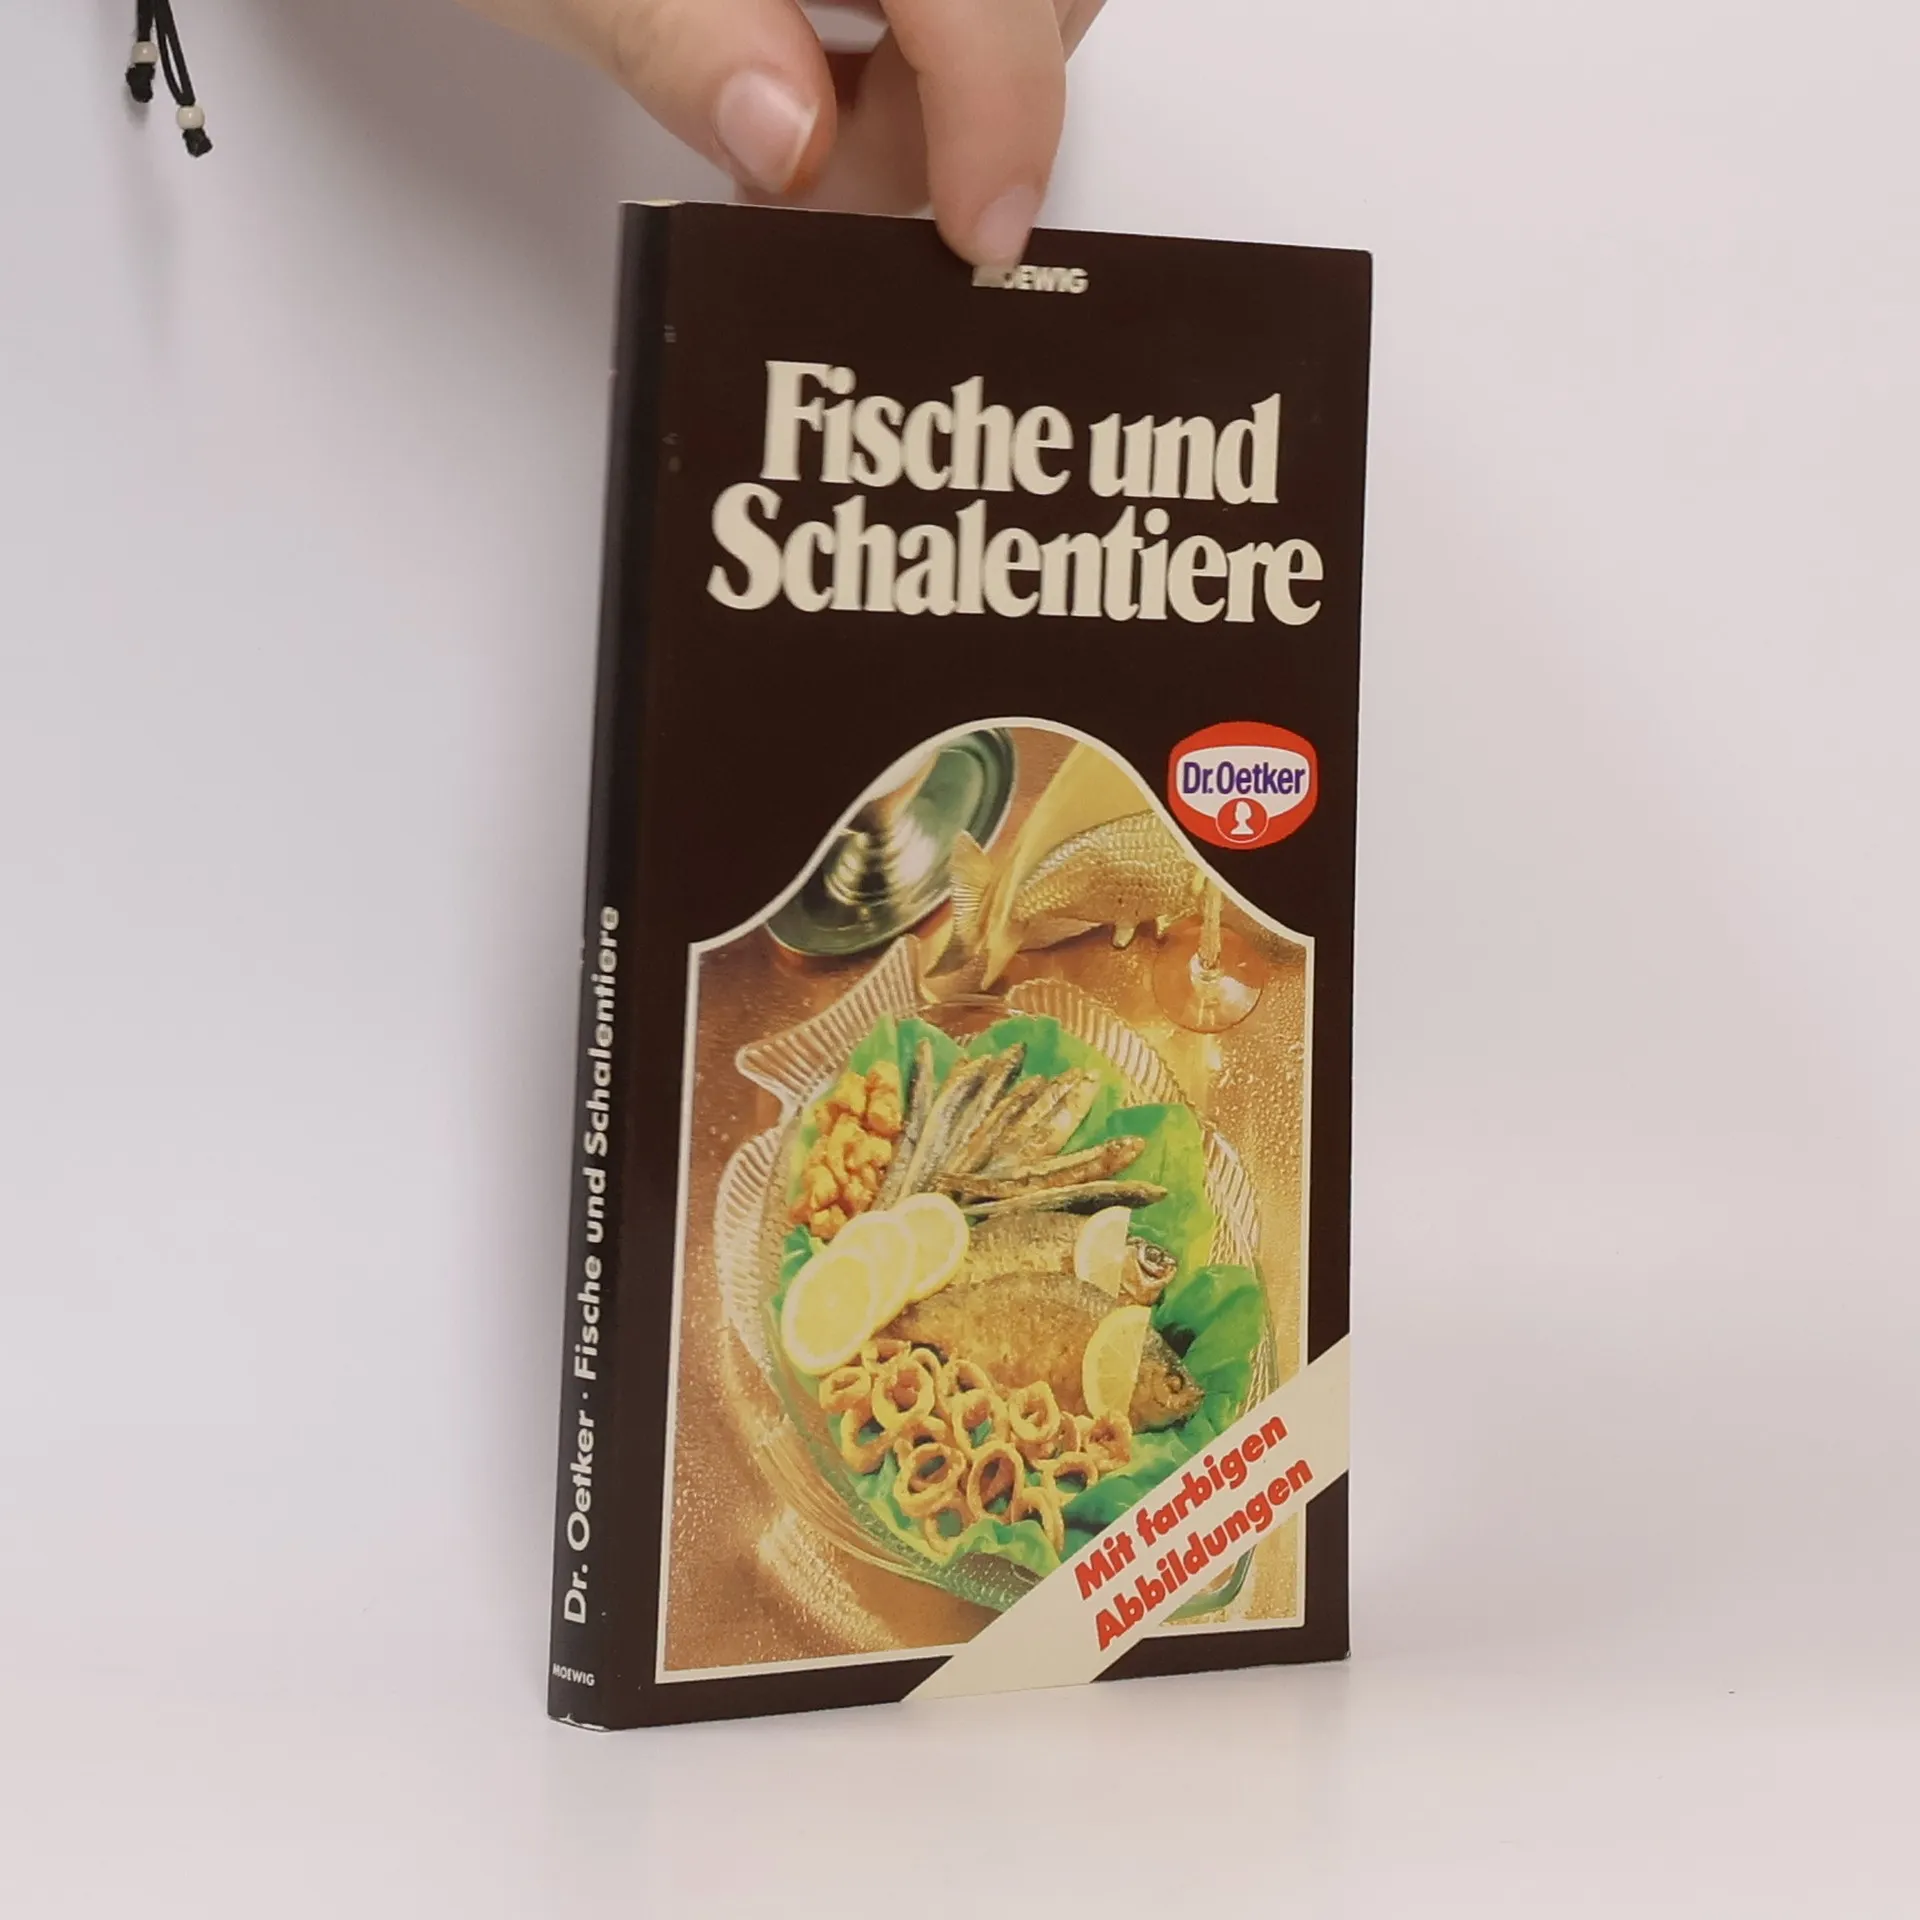 MOEWIG
Fische und
Schalentiere
Dr.Oetker
Mit farbigen
Abbildungen
Dr. Oetker · Fische und Schalentiere
MOEWIG